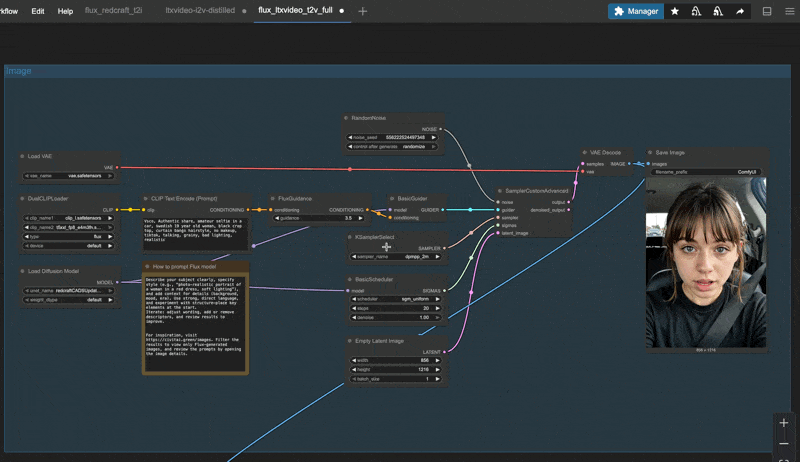 rkflow Edit Help flux_redcraft_t2i ltxvideo-i2v-distilled flux_ltxvideo_t2v_full Manager
Image
RandomNoise
NOISE
noise_seed
control after generate randomize
Load VAE
VAE
vae_name vae.safetensors
DualCLIPLoader
CLIP
clip_name1 clip_l.safetensors
clip_name2
type flux
device default
CLIP Text Encode (Prompt)
clip CONDITIONING
Yoco, Authentic share, amateur selfie in a
car, swedish 19 year old woman, black crop
top, curtain bangs hairstyle, no makeup,
tiktok, talking, grainy, bad lighting,
realistic
FluxGuidance
conditioning CONDITIONING
guidance 3.5
BasicGuider
model GUIDER
conditioning
SamplerCustomAdvanced
noise output
guider denoised_output
sampler
sigmas
latent_image
VAE Decode
samples IMAGE
vae
Save Image
images
filename_prefix ComfyUI
KSamplerSelect
SAMPLER
sampler_name dpmpp_2m
Load Diffusion Model
MODEL
unet_name
weight_dtype default
How to prompt Flux model
Describe your subject clearly, specify
style (e.g., "photo-realistic portrait of
a woman in a red dress, soft lighting"),
and add content for details (background,
mood, era). Use strong, direct language,
and experiment with structure—place key
elements at the start.
Iterate: adjust wording, add or remove
descriptors, and review results to
improve.
For inspiration, visit
https://civitai.green/images. Filter the
results to view only Flux-generated
images, and review the prompts by opening
the image details.
BasicScheduler
model SIGMAS
scheduler sgm_uniform
steps 20
denoise 1.00
Empty Latent Image
LATENT
width 856
height 1216
batch_size 1